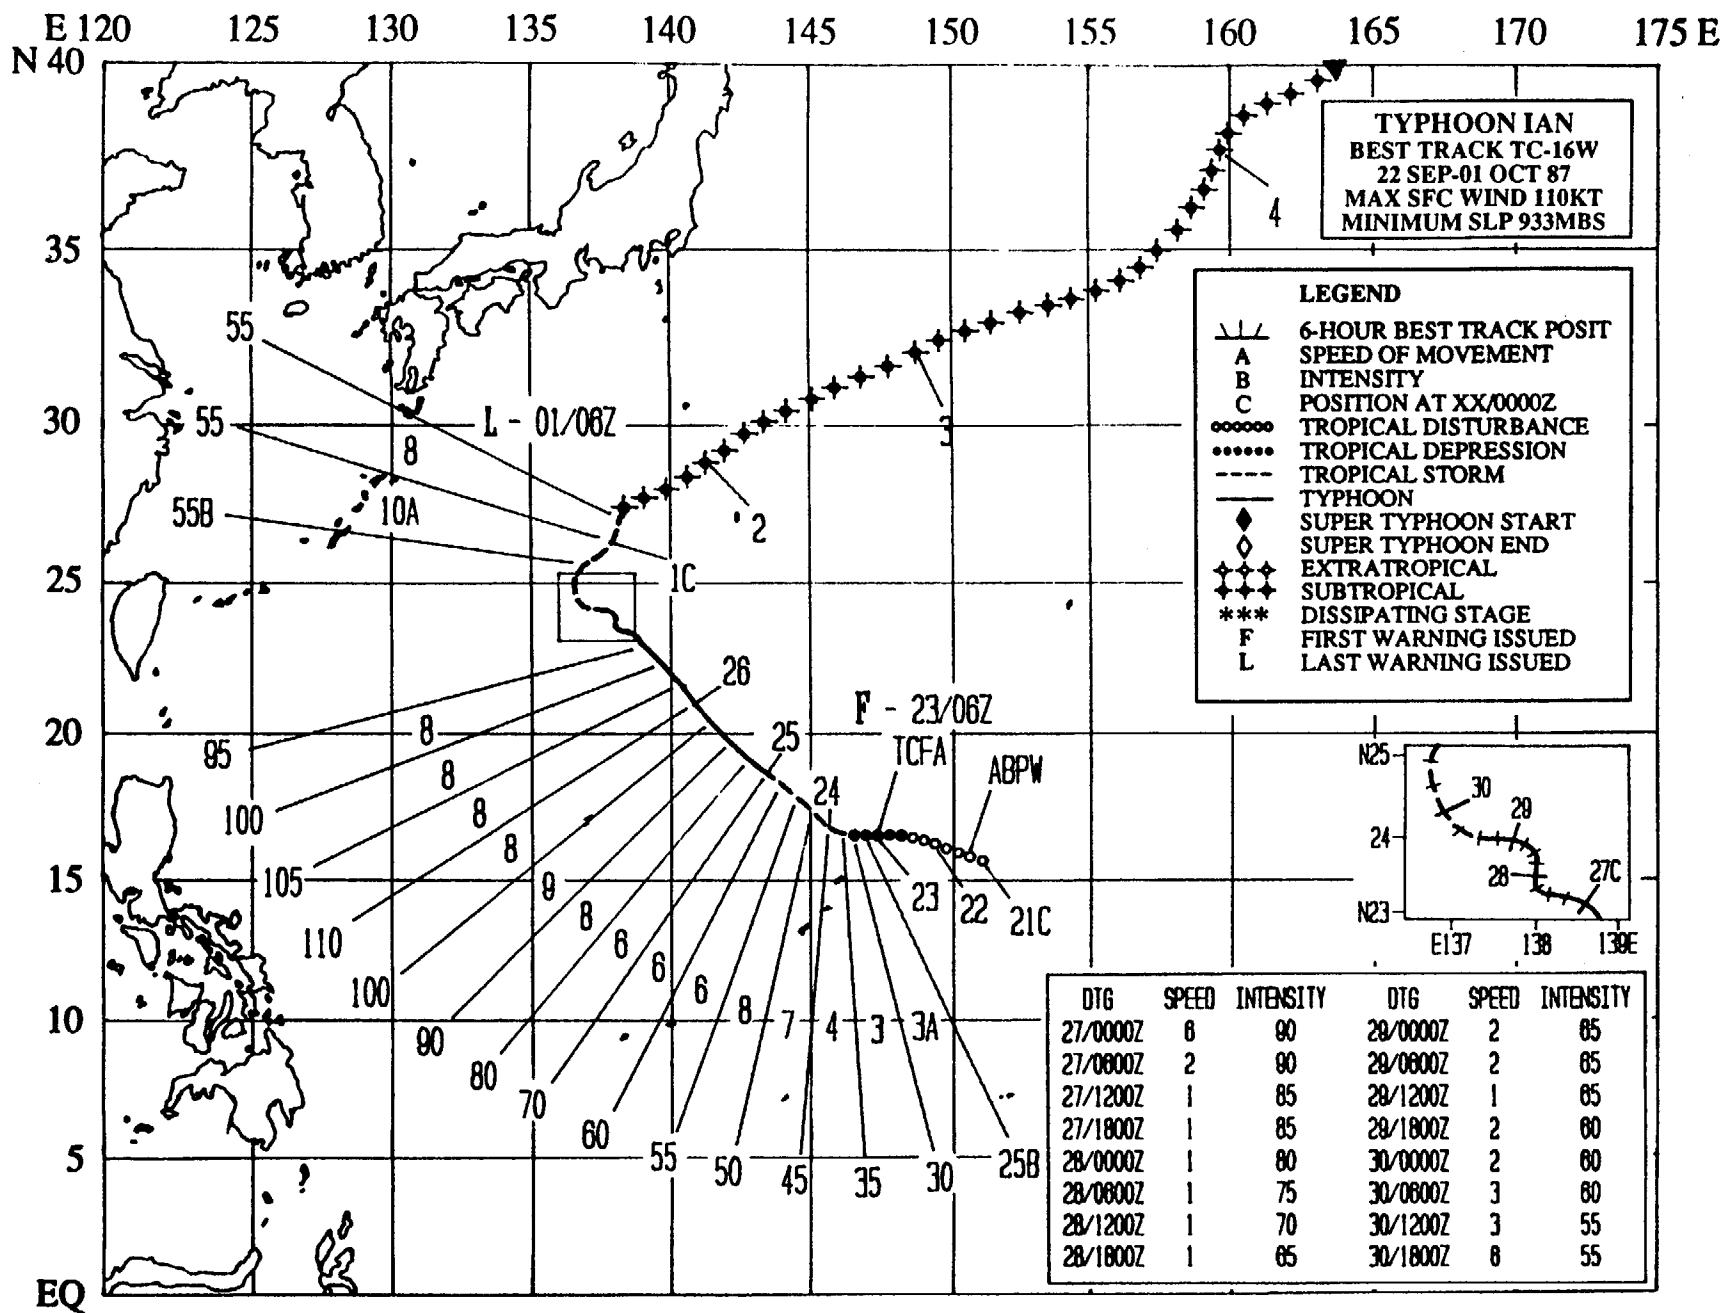 E 120 125 130 135 140 145 150 155 160 165 170 175 E
N 40
35
30
25
20
15
10
5
EQ
TYPHOON IAN
BEST TRACK TC-16W
22 SEP-01 OCT 87
MAX SFC WIND 110KT
MINIMUM SLP 933MBS
LEGEND
6-HOUR BEST TRACK POSIT
A SPEED OF MOVEMENT
B INTENSITY
C POSITION AT XX/0000Z
TROPICAL DISTURBANCE
TROPICAL DEPRESSION
TROPICAL STORM
TYPHOON
SUPER TYPHOON START
SUPER TYPHOON END
EXTRATROPICAL
SUBTROPICAL
*** DISSIPATING STAGE
F FIRST WARNING ISSUED
L LAST WARNING ISSUED
4
3
2
1C
55
55
55B
8
10A
L - 01/06Z
26
25
24
F - 23/06Z
TCFA
ABPW
23
22
21C
95
100
105
110
100
90
80
70
60
55
50
45
35
30
25B
8
8
8
8
9
8
6
6
6
8
7
4
3
3A
N25
24
N23
30
29
28
27C
E137 138 139E
DTG SPEED INTENSITY DTG SPEED INTENSITY
27/0000Z 6 90 29/0000Z 2 65
27/0600Z 2 90 29/0600Z 2 65
27/1200Z 1 85 29/1200Z 1 65
27/1800Z 1 85 29/1800Z 2 60
28/0000Z 1 80 30/0000Z 2 60
28/0600Z 1 75 30/0600Z 3 60
28/1200Z 1 70 30/1200Z 3 55
28/1800Z 1 65 30/1800Z 6 55